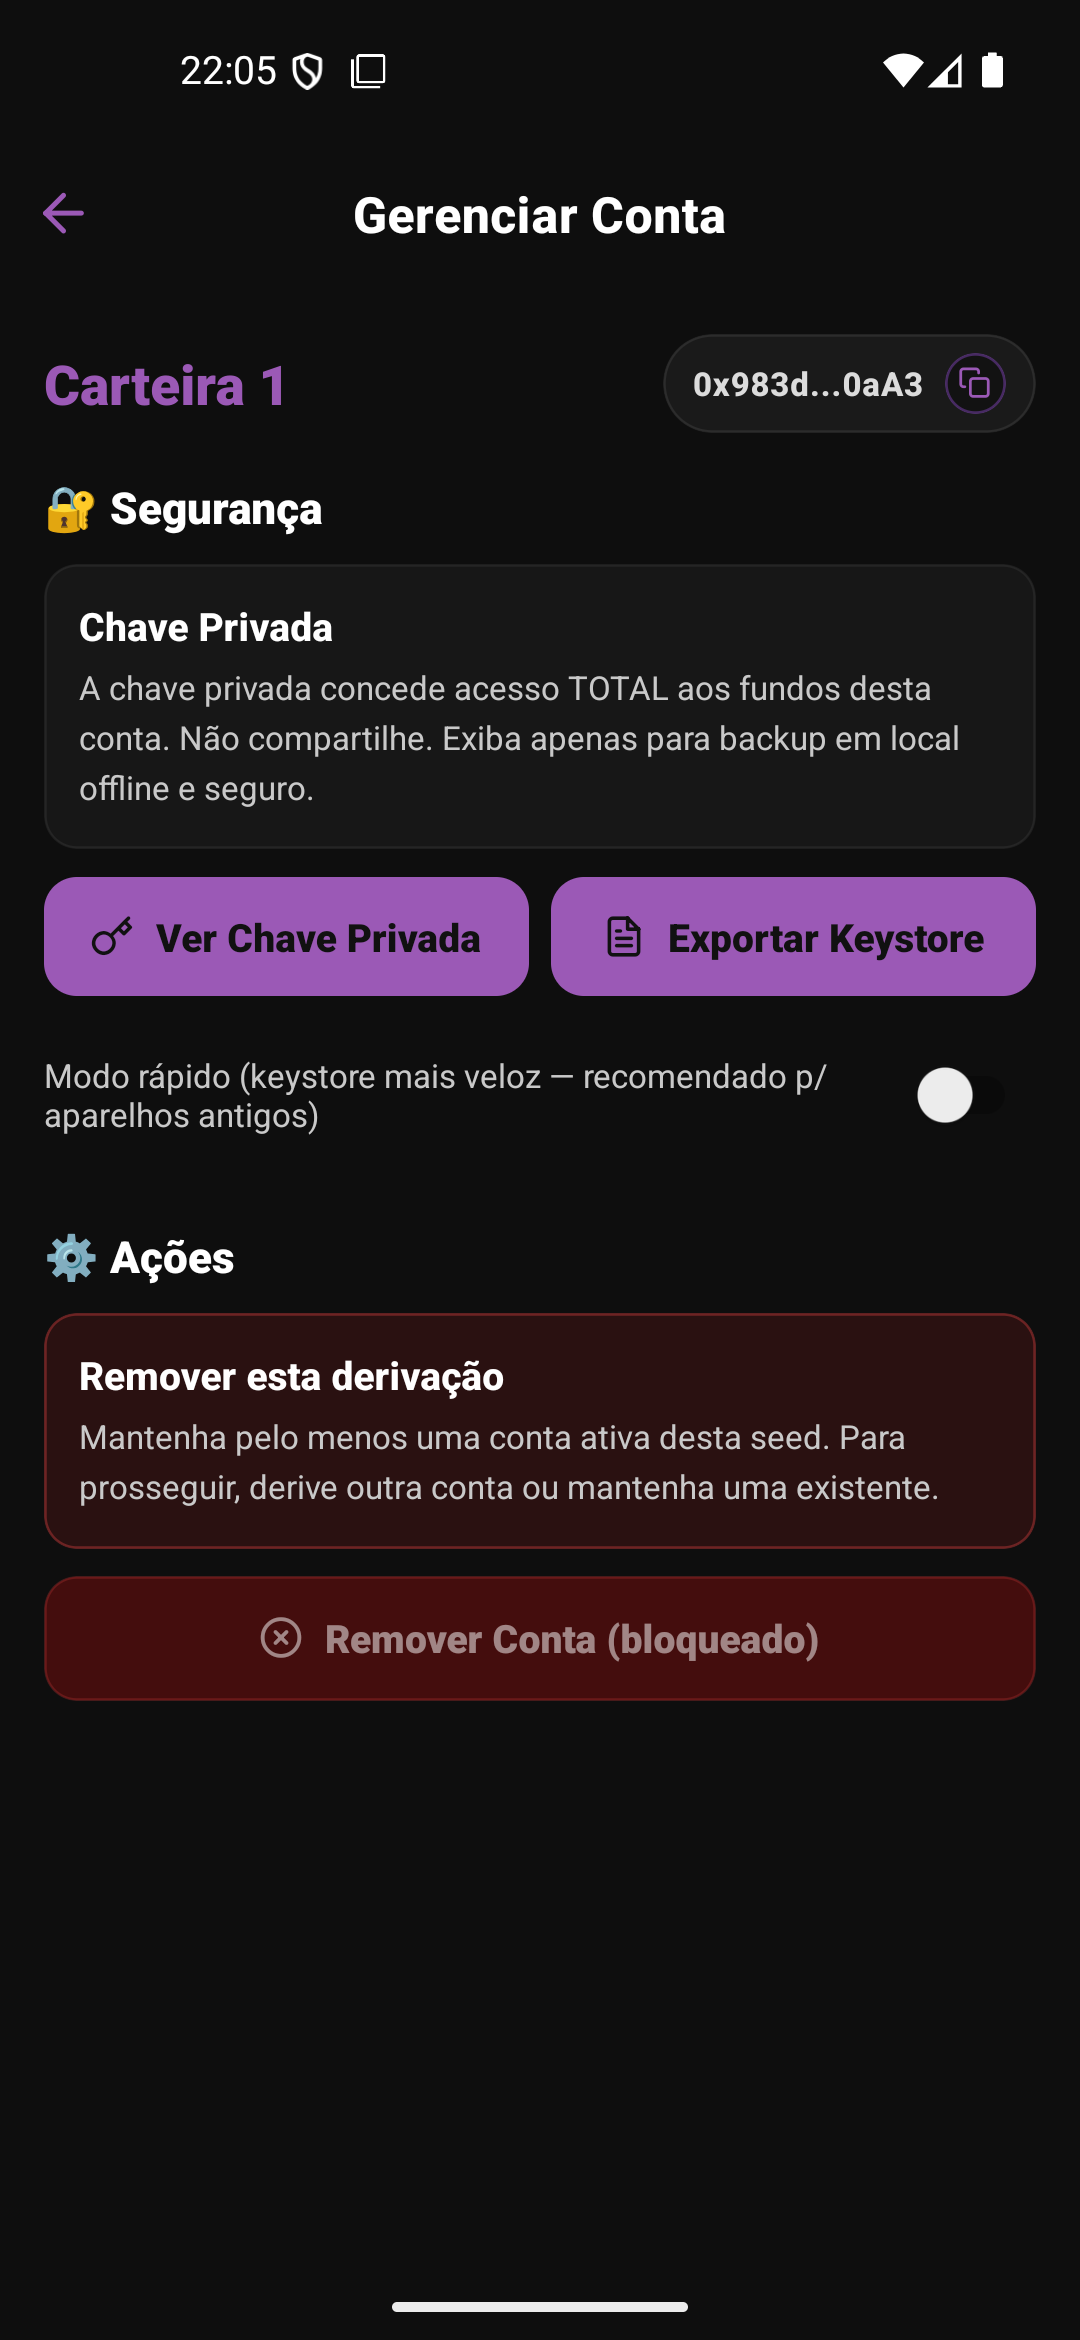 22:05
Gerenciar Conta
Carteira 1
0x983d...0aA3
🔐 Segurança
Chave Privada
A chave privada concede acesso TOTAL aos fundos desta
conta. Não compartilhe. Exiba apenas para backup em local
offline e seguro.
Ver Chave Privada
Exportar Keystore
Modo rápido (keystore mais veloz — recomendado p/
aparelhos antigos)
⚙️ Ações
Remover esta derivação
Mantenha pelo menos uma conta ativa desta seed. Para
prosseguir, derive outra conta ou mantenha uma existente.
Remover Conta (bloqueado)